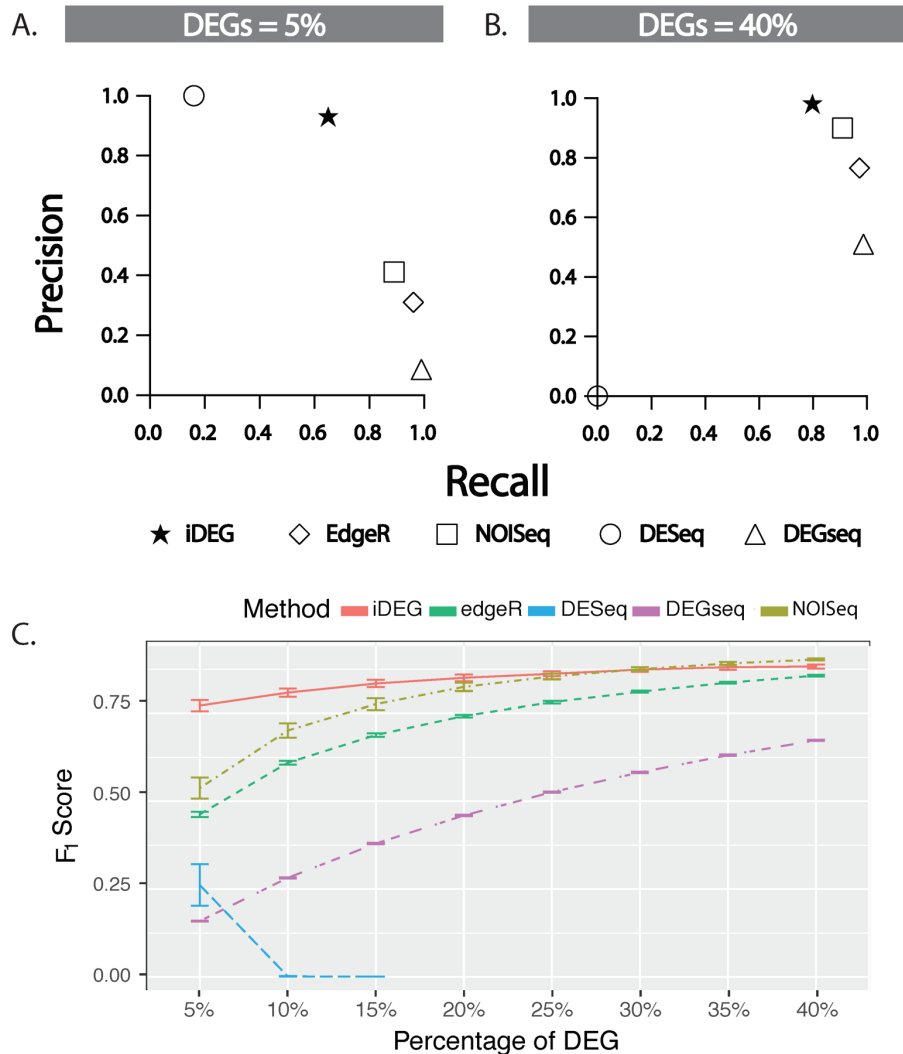 A. DEGs = 5%
B. DEGs = 40%
Precision
1.0
0.8
0.6
0.4
0.2
0.0
0.0 0.2 0.4 0.6 0.8 1.0
1.0
0.8
0.6
0.4
0.2
0.0
0.0 0.2 0.4 0.6 0.8 1.0
Recall
iDEG EdgeR NOISeq DESeq DEGseq
Method iDEG edgeR DESeq DEGseq NOISeq
C.
F1 Score
0.75
0.50
0.25
0.00
5% 10% 15% 20% 25% 30% 35% 40%
Percentage of DEG